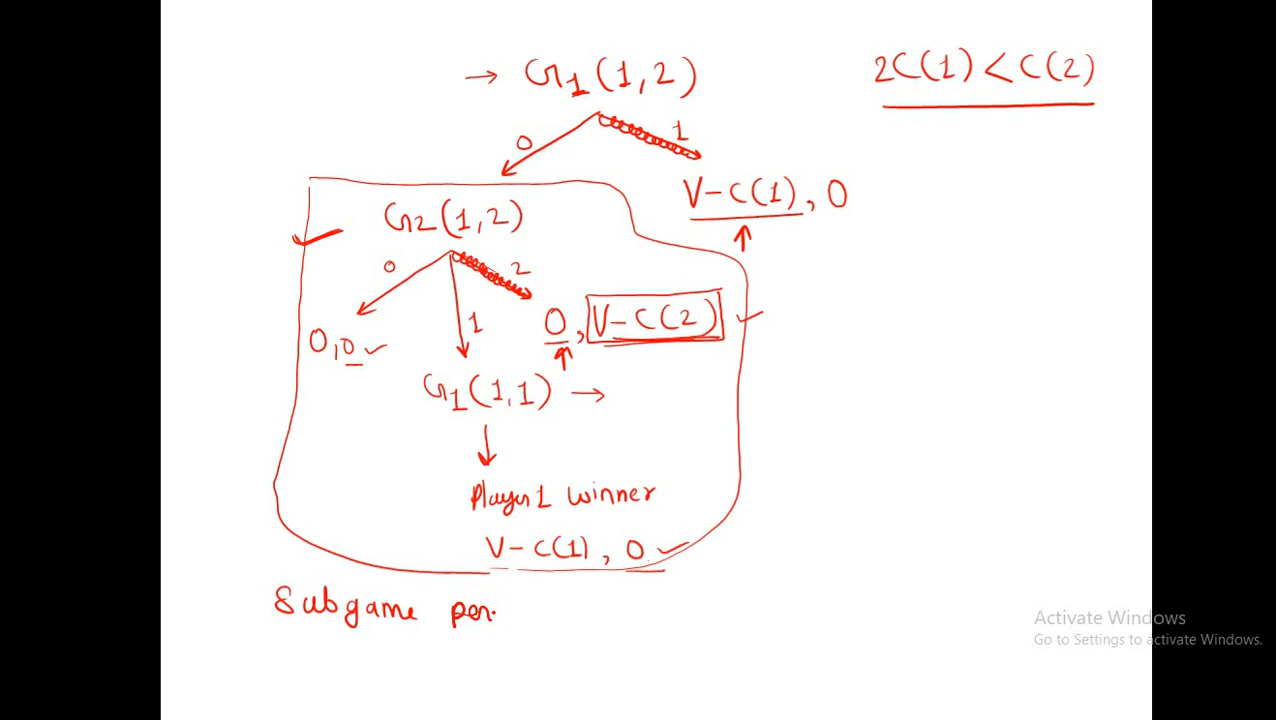 → G₁(1,2)
2C(1) < C(2)
0
1
V-C(1), 0
G₂(1,2)
0
2
1
0, V-C(2)
0,0
G₁(1,1) →
Player 1 winner
V-C(1), 0
Subgame per
Activate Windows
Go to Settings to activate Windows.